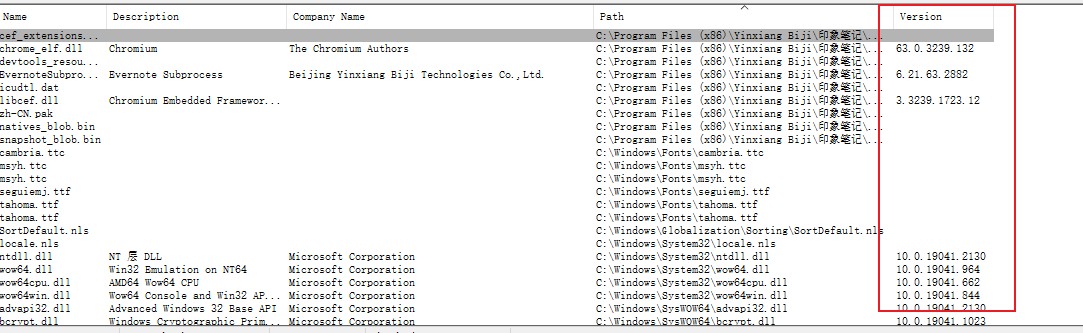 Name Description Company Name Path Version
cef_extensions... C:\Program Files (x86)\Yinxiang Biji\印象笔记\...
chrome_elf.dll Chromium The Chromium Authors C:\Program Files (x86)\Yinxiang Biji\印象笔记\... 63.0.3239.132
devtools_resou... C:\Program Files (x86)\Yinxiang Biji\印象笔记\...
EvernoteSubpro... Evernote Subprocess Beijing Yinxiang Biji Technologies Co.,Ltd. C:\Program Files (x86)\Yinxiang Biji\印象笔记\... 6.21.63.2882
icudtl.dat C:\Program Files (x86)\Yinxiang Biji\印象笔记\...
libcef.dll Chromium Embedded Framewor... C:\Program Files (x86)\Yinxiang Biji\印象笔记\... 3.3239.1723.12
zh-CN.pak C:\Program Files (x86)\Yinxiang Biji\印象笔记\...
natives_blob.bin C:\Program Files (x86)\Yinxiang Biji\印象笔记\...
snapshot_blob.bin C:\Program Files (x86)\Yinxiang Biji\印象笔记\...
cambria.ttc C:\Windows\Fonts\cambria.ttc
msyh.ttc C:\Windows\Fonts\msyh.ttc
msyh.ttc C:\Windows\Fonts\msyh.ttc
seguiemj.ttf C:\Windows\Fonts\seguiemj.ttf
tahoma.ttf C:\Windows\Fonts\tahoma.ttf
tahoma.ttf C:\Windows\Fonts\tahoma.ttf
SortDefault.nls C:\Windows\Globalization\Sorting\SortDefault.nls
locale.nls C:\Windows\System32\locale.nls
ntdll.dll NT 层 DLL Microsoft Corporation C:\Windows\System32\ntdll.dll 10.0.19041.2130
wow64.dll Win32 Emulation on NT64 Microsoft Corporation C:\Windows\System32\wow64.dll 10.0.19041.964
wow64cpu.dll AMD64 Wow64 CPU Microsoft Corporation C:\Windows\System32\wow64cpu.dll 10.0.19041.662
wow64win.dll Wow64 Console and Win32 AP... Microsoft Corporation C:\Windows\System32\wow64win.dll 10.0.19041.844
advapi32.dll Advanced Windows 32 Base API Microsoft Corporation C:\Windows\SysWOW64\advapi32.dll 10.0.19041.2130
bcrypt.dll Windows Cryptographic Prim... Microsoft Corporation C:\Windows\SysWOW64\bcrypt.dll 10.0.19041.1023